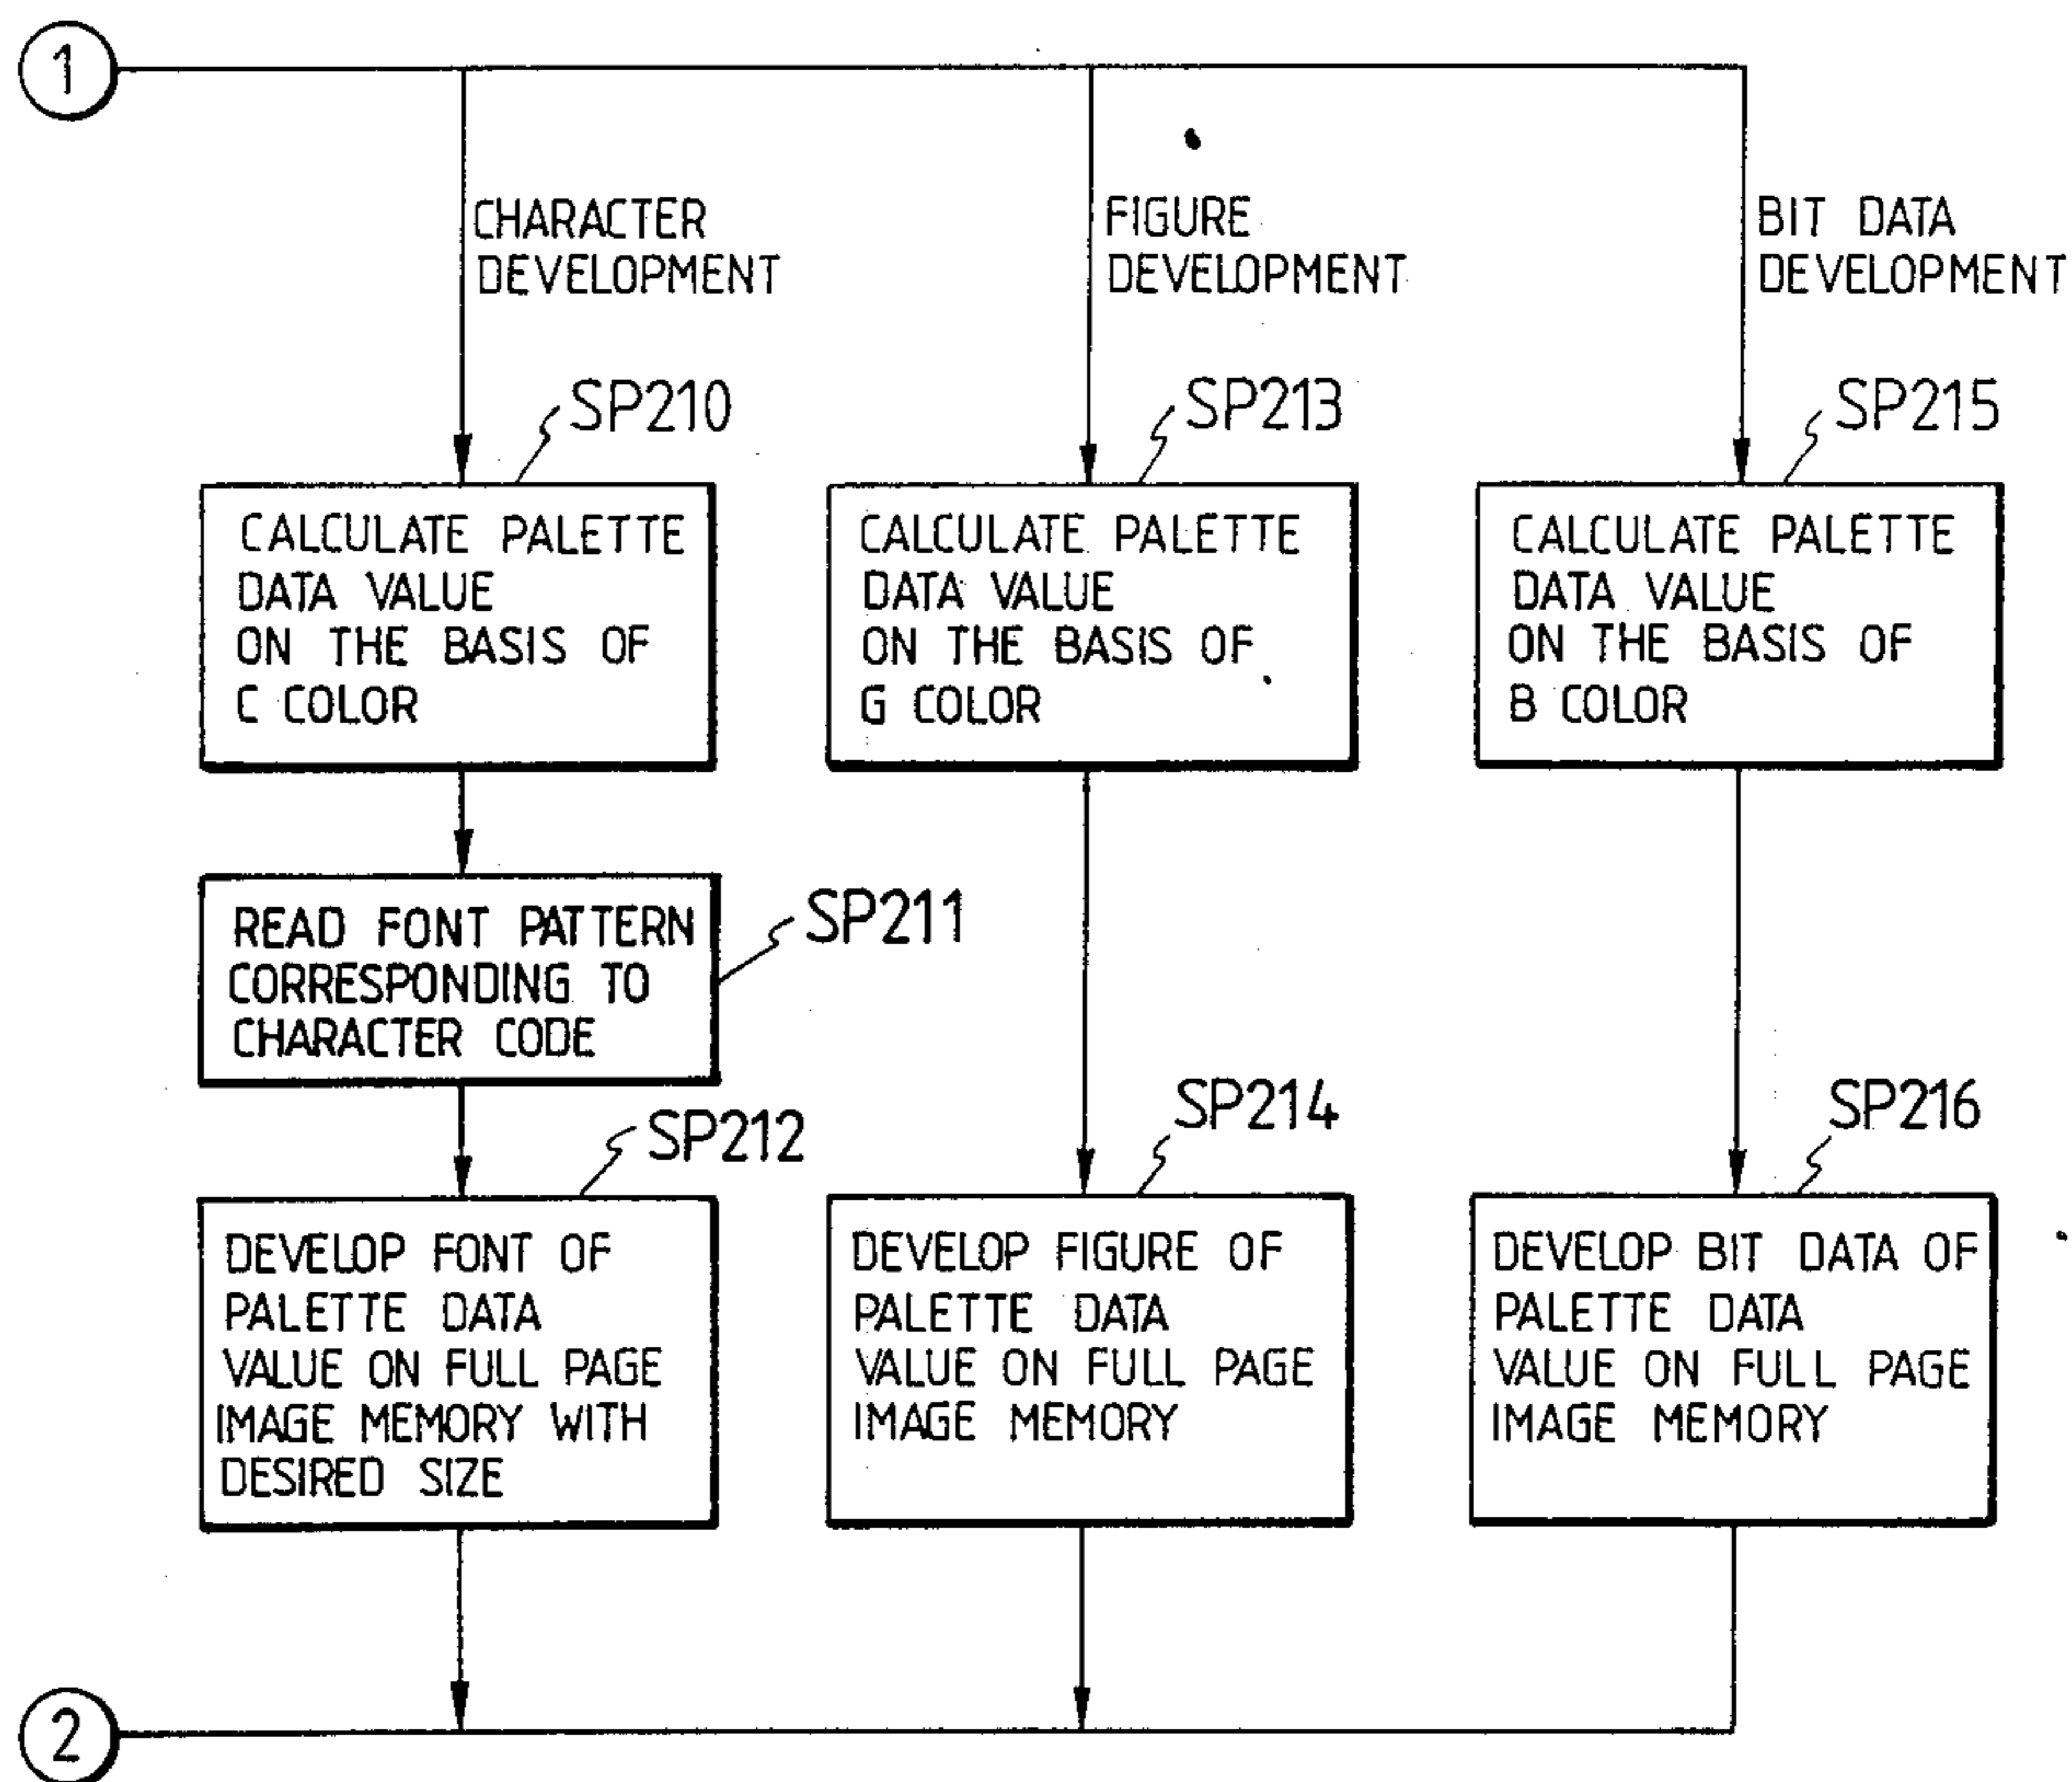 1
CHARACTER
DEVELOPMENT
FIGURE
DEVELOPMENT
BIT DATA
DEVELOPMENT
SP210
CALCULATE PALETTE
DATA VALUE
ON THE BASIS OF
C COLOR
SP213
CALCULATE PALETTE
DATA VALUE
ON THE BASIS OF
G COLOR
SP215
CALCULATE PALETTE
DATA VALUE
ON THE BASIS OF
B COLOR
SP211
READ FONT PATTERN
CORRESPONDING TO
CHARACTER CODE
SP212
DEVELOP FONT OF
PALETTE DATA
VALUE ON FULL PAGE
IMAGE MEMORY WITH
DESIRED SIZE
SP214
DEVELOP FIGURE OF
PALETTE DATA
VALUE ON FULL PAGE
IMAGE MEMORY
SP216
DEVELOP BIT DATA OF
PALETTE DATA
VALUE ON FULL PAGE
IMAGE MEMORY
2